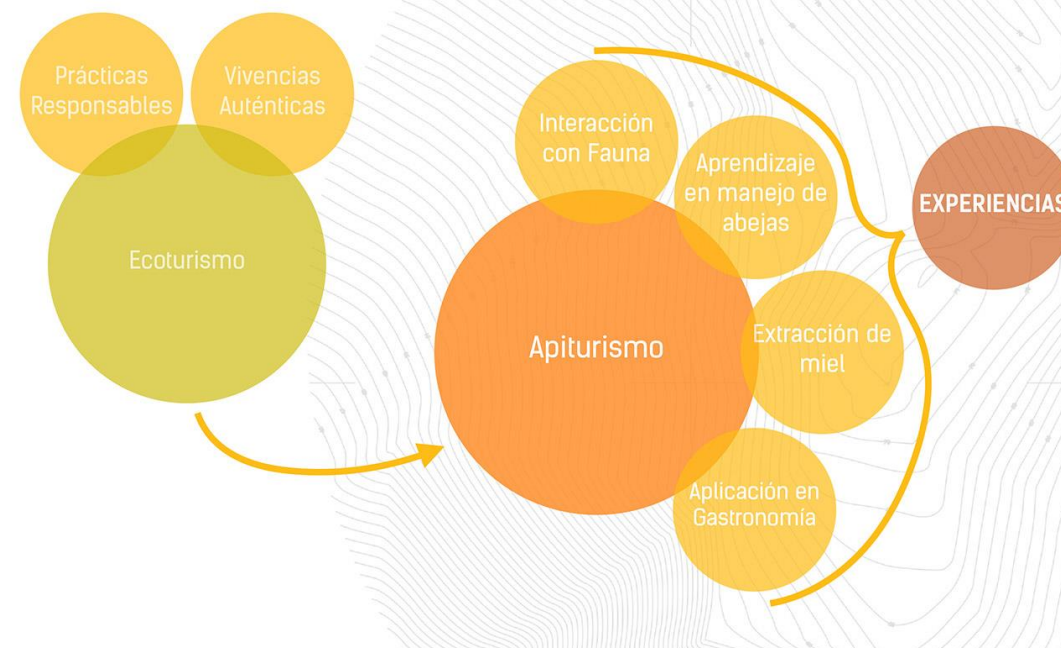 Prácticas
Responsables
Vivencias
Auténticas
Ecoturismo
Interacción
con Fauna
Aprendizaje
en manejo de
abejas
Apiturismo
Extracción de
miel
Aplicación en
Gastronomía
EXPERIENCIAS